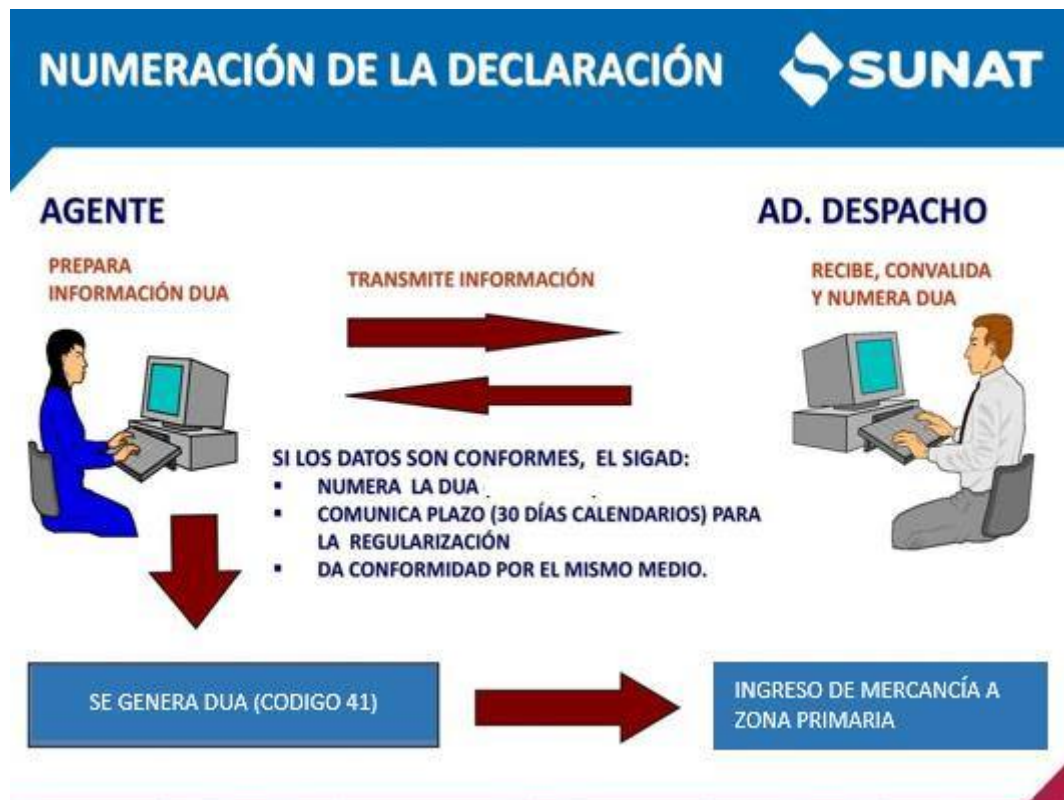 NUMERACIÓN DE LA DECLARACIÓN
SUNAT
AGENTE
AD. DESPACHO
PREPARA
INFORMACIÓN DUA
TRANSMITE INFORMACIÓN
RECIBE, CONVALIDA
Y NUMERA DUA
SI LOS DATOS SON CONFORMES, EL SIGAD:
▪ NUMERA LA DUA
▪ COMUNICA PLAZO (30 DÍAS CALENDARIOS) PARA
LA REGULARIZACIÓN
▪ DA CONFORMIDAD POR EL MISMO MEDIO.
SE GENERA DUA (CODIGO 41)
INGRESO DE MERCANCÍA A
ZONA PRIMARIA